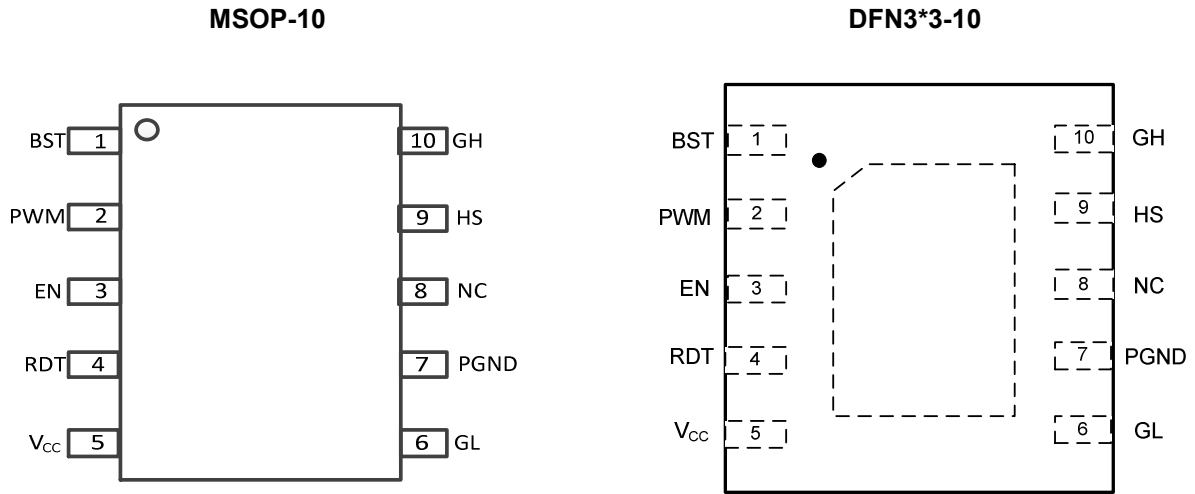 MSOP-10
BST 1 10 GH
PWM 2 9 HS
EN 3 8 NC
RDT 4 7 PGND
VCC 5 6 GL
DFN3*3-10
BST 1 10 GH
PWM 2 9 HS
EN 3 8 NC
RDT 4 7 PGND
VCC 5 6 GL